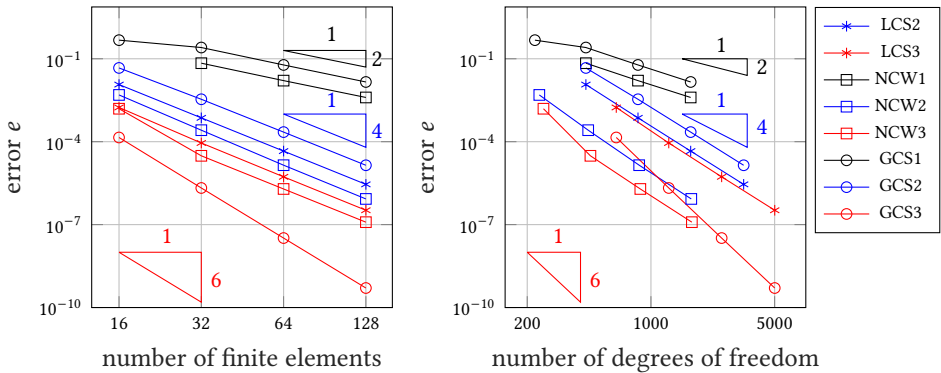 error e
10⁻¹
10⁻⁴
10⁻⁷
10⁻¹⁰
1
2
1
4
1
6
16
32
64
128
number of finite elements
error e
10⁻¹
10⁻⁴
10⁻⁷
10⁻¹⁰
1
2
1
4
1
6
200
1000
5000
number of degrees of freedom
LCS2
LCS3
NCW1
NCW2
NCW3
GCS1
GCS2
GCS3